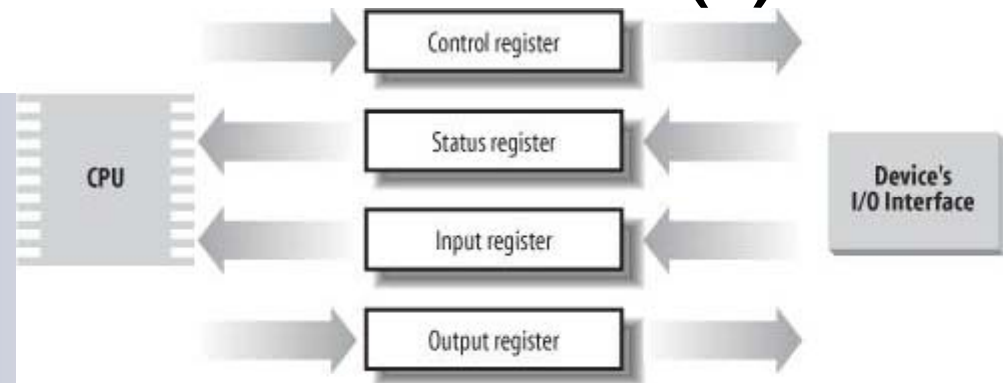 Control register
Status register
CPU
Device's
I/O Interface
Input register
Output register